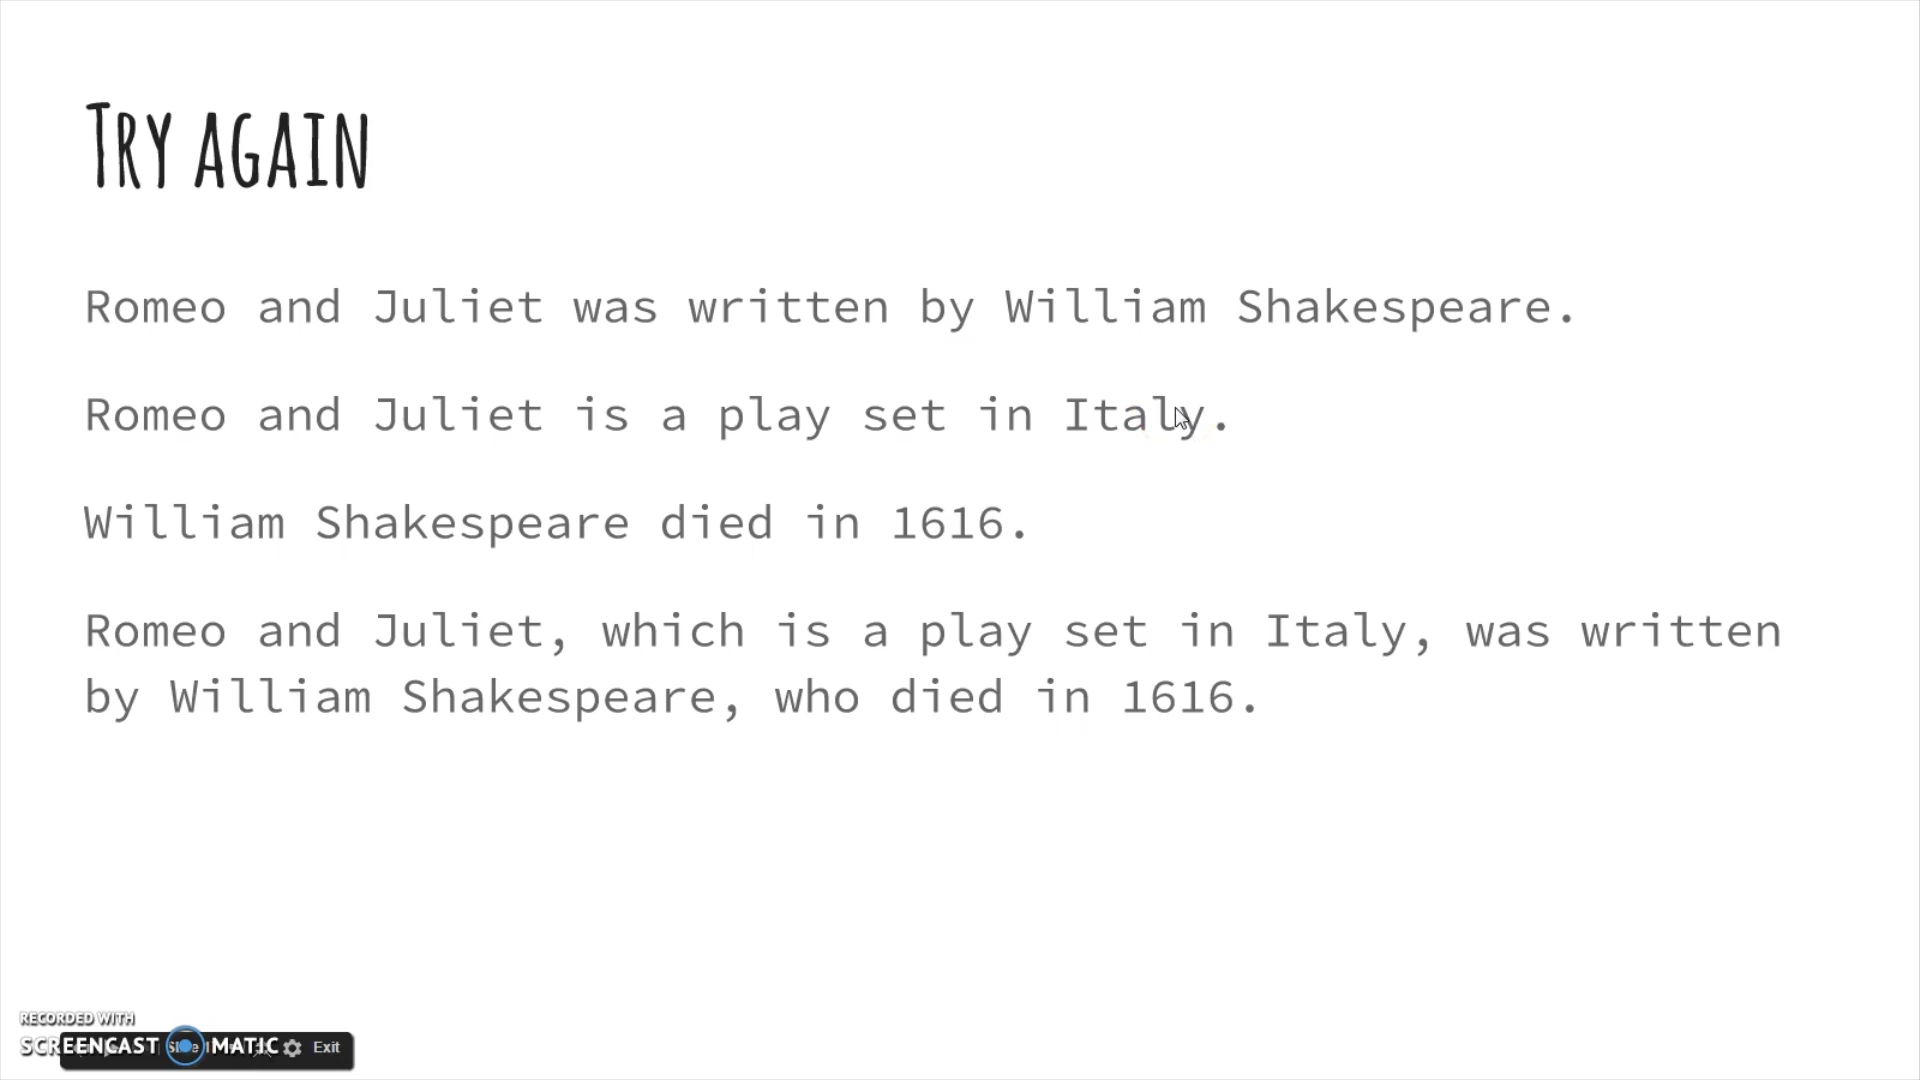 Try again
Romeo and Juliet was written by William Shakespeare.
Romeo and Juliet is a play set in Italy.
William Shakespeare died in 1616.
Romeo and Juliet, which is a play set in Italy, was written
by William Shakespeare, who died in 1616.
RECORDED WITH
SCREENCAST MATIC Exit